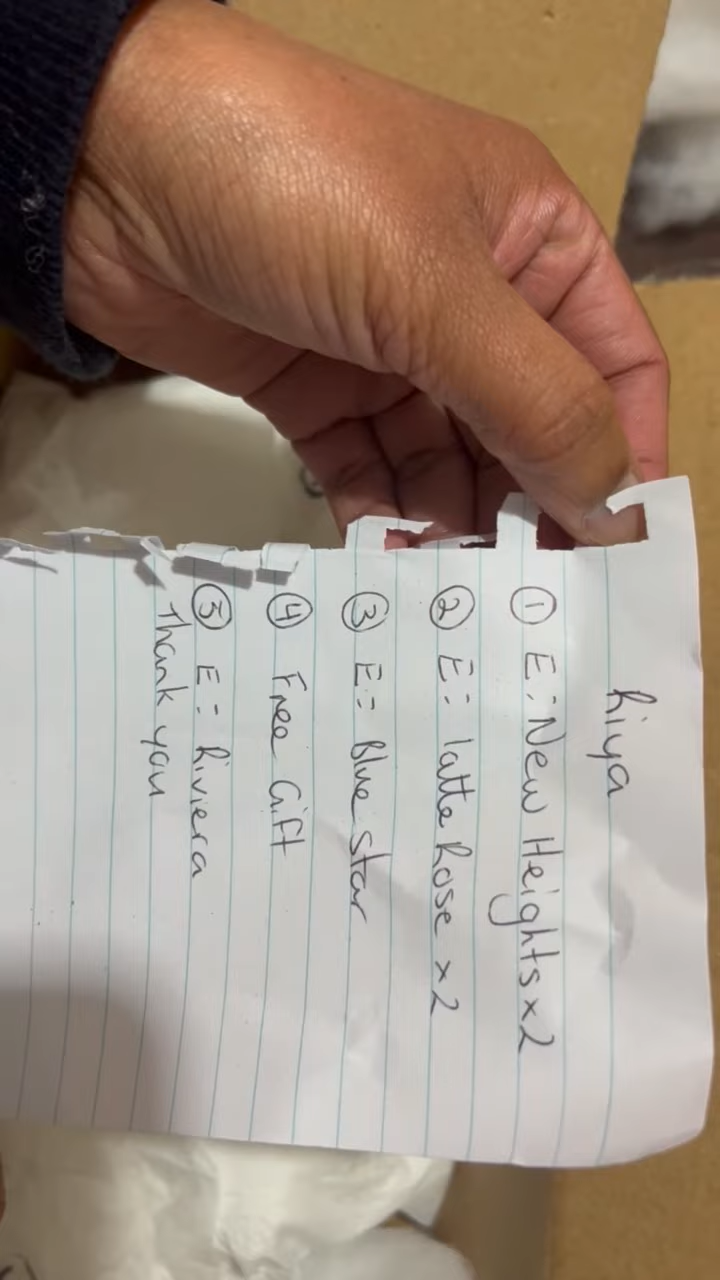 Riya
① E: New Heights x2
② E: latte Rose x2
③ E: Blue Star
④ Free Gift
⑤ E: Riviera
Thank you